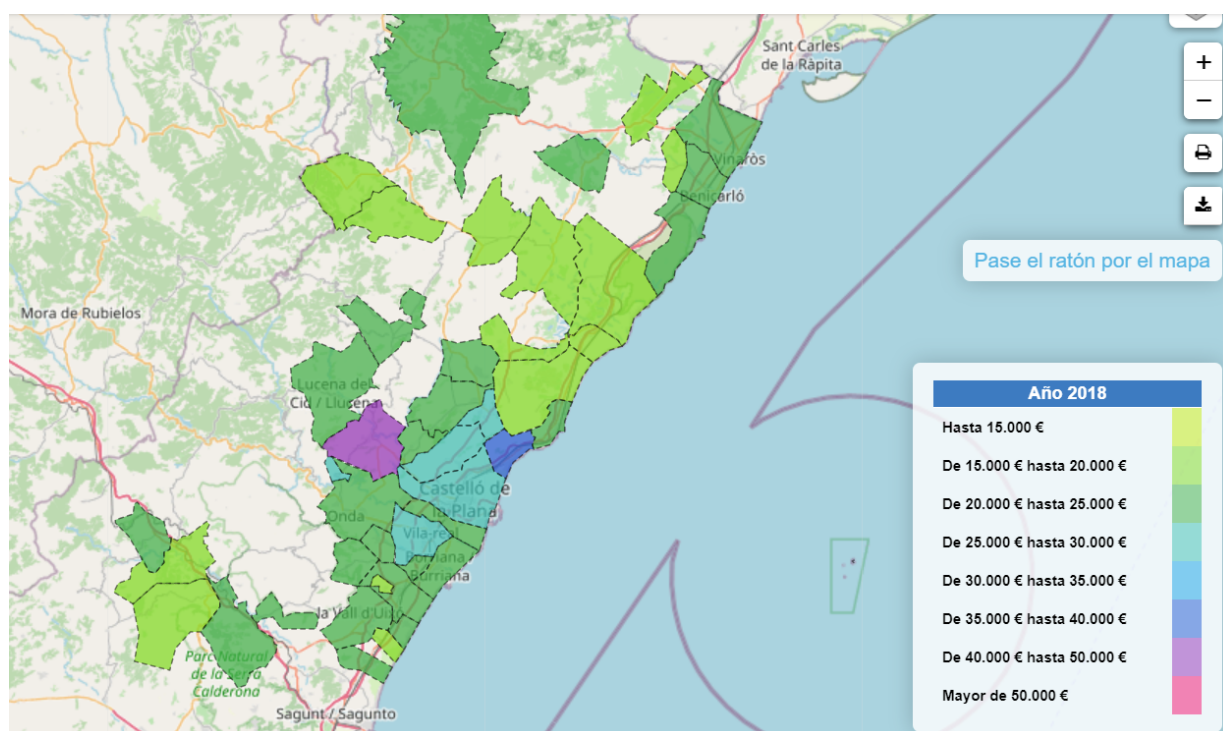 Sant Carles
de la Ràpita
+
−
Vinaròs
Benicarló
Pase el ratón por el mapa
Mora de Rubielos
Lucena del
Cid / Llucena
Castelló de
la Plana
Onda
Vila-real
Borriana /
Burriana
la Vall d'Uixó
Parc Natural
de la Serra
Calderona
Sagunt / Sagunto
Año 2018
Hasta 15.000 €
De 15.000 € hasta 20.000 €
De 20.000 € hasta 25.000 €
De 25.000 € hasta 30.000 €
De 30.000 € hasta 35.000 €
De 35.000 € hasta 40.000 €
De 40.000 € hasta 50.000 €
Mayor de 50.000 €